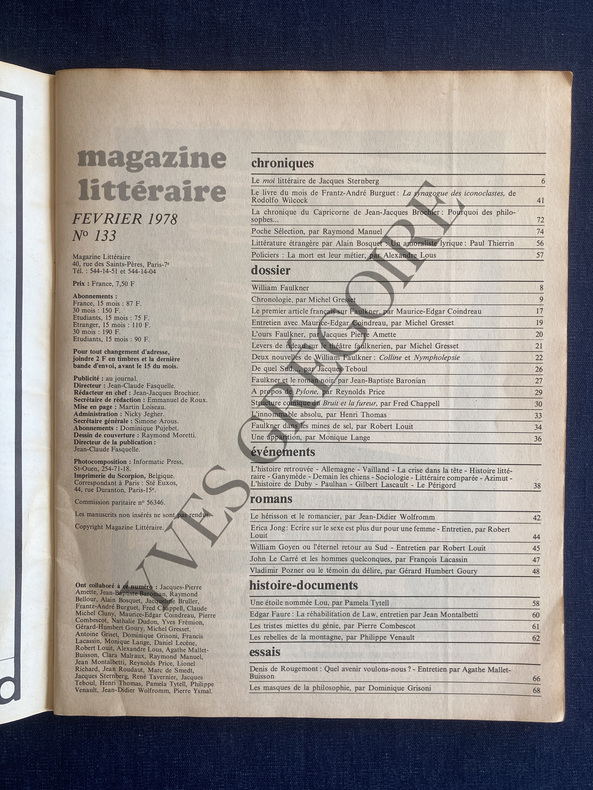 magazine
littéraire
FEVRIER 1978
Nº 133
Magazine Littéraire
40, rue des Saints-Pères, Paris-7e
Tél. : 544-14-51 et 544-14-04
Prix : France, 7,50 F
Abonnements :
France, 15 mois : 87 F.
30 mois : 150 F.
Etudiants, 15 mois : 75 F.
Etranger, 15 mois : 110 F.
30 mois : 190 F.
Etudiants, 15 mois : 90 F.
Pour tout changement d'adresse,
joindre 2 F en timbres et la dernière
bande d'envoi, avant le 15 du mois.
Publicité : au journal.
Directeur : Jean-Claude Fasquelle.
Rédacteur en chef : Jean-Jacques Brochier.
Secrétaire de rédaction : Emmanuel de Roux.
Mise en page : Martin Loiseau.
Administration : Nicky Jegher.
Secrétaire générale : Simone Arous.
Abonnements : Dominique Pujebet.
Dessin de couverture : Raymond Moretti.
Directeur de la publication :
Jean-Claude Fasquelle.
Photocomposition : Informatic Press,
St-Ouen, 254-71-18.
Imprimerie du Scorpion, Belgique.
Correspondant à Paris : Sté Euxos,
44, rue Duranton, Paris-15e.
Commission paritaire nº 56346.
Les manuscrits non insérés ne sont pas rendus.
Copyright Magazine Littéraire.
Ont collaboré à ce numéro : Jacques-Pierre
Amette, Jean-Baptiste Baronian, Raymond
Bellour, Alain Bosquet, Jacqueline Bruller,
Frantz-André Burguet, Fred Chappell, Claude
Michel Cluny, Maurice-Edgar Coindreau, Pierre
Combescot, Nathalie Dudon, Yves Frémion,
Gérard-Humbert Goury, Michel Gresset,
Antoine Griset, Dominique Grisoni, Francis
Lacassin, Monique Lange, Daniel Leuène,
Robert Louit, Alexandre Lous, Agathe Mallet-
Buisson, Clara Malraux, Raymond Manuel,
Jean Montalbetti, Reynolds Price, Lionel
Richard, Jean Roudaut, Marc de Smedt,
Jacques Sternberg, René Tavernier, Jacques
Teboul, Henri Thomas, Pamela Tytell, Philippe
Venault, Jean-Didier Wolfromm, Pierre Ysmal.
chroniques
Le moi littéraire de Jacques Sternberg 6
Le livre du mois de Frantz-André Burguet : La synagogue des iconoclastes, de
Rodolfo Wilcock 41
La chronique du Capricorne de Jean-Jacques Brochier : Pourquoi des philo-
sophes... 72
Poche Sélection, par Raymond Manuel 54
Littérature étrangère par Alain Bosquet - Un autoroliste lyrique : Paul Thierrin 56
Policiers : La mort est leur métier, par Alexandre Lous 57
dossier
William Faulkner 8
Chronologie, par Michel Gresset 9
Le premier article français sur Faulkner, par Maurice-Edgar Coindreau 17
Entretien avec Maurice-Edgar Coindreau, par Michel Gresset 19
L'ours Faulkner, par Jacques Pierre Amette 20
Levers de rideau sur le théâtre faulknerien, par Michel Gresset 21
Deux nouvelles de William Faulkner : Colline et Nympholepsie 22
De quel Sud, par Jacques Teboul 26
Faulkner et le roman noir, par Jean-Baptiste Baronian 27
A propos de Pylône, par Reynolds Price 29
Structure comique du Bruit et la fureur, par Fred Chappell 30
L'innommable absolu, par Henri Thomas 33
Faulkner dans les mines de sel, par Robert Louit 34
Une apparition, par Monique Lange 36
événements
L'histoire retrouvée - Allemagne - Vailland - La crise dans la tête - Histoire litté-
raire - Ganymède - Demain les chiens - Sociologie - Littérature comparée - Azimut -
L'histoire de Duby - Paulhan - Gilbert Lascault - Le Périgord 38
romans
Le hérisson et le romancier, par Jean-Didier Wolfromm 42
Erica Jong : Ecrire sur le sexe est plus dur pour une femme - Entretien, par Robert
Louit 44
William Goyen ou l'éternel retour au Sud - Entretien par Robert Louit 45
John Le Carré et les hommes quelconques, par François Lacassin 47
Vladimir Pozner ou le témoin du délire, par Gérard Humbert Goury 48
histoire-documents
Une étoile nommée Lou, par Pamela Tytell 58
Edgar Faure : La réhabilitation de Law, entretien par Jean Montalbetti 60
Les tristes miettes du génie, par Pierre Combescot 61
Les rebelles de la montagne, par Philippe Venault 62
essais
Denis de Rougemont : Quel avenir voulons-nous ? - Entretien par Agathe Mallet-
Buisson 66
Les masques de la philosophie, par Dominique Grisoni 68
YVES GRÉGOIRE